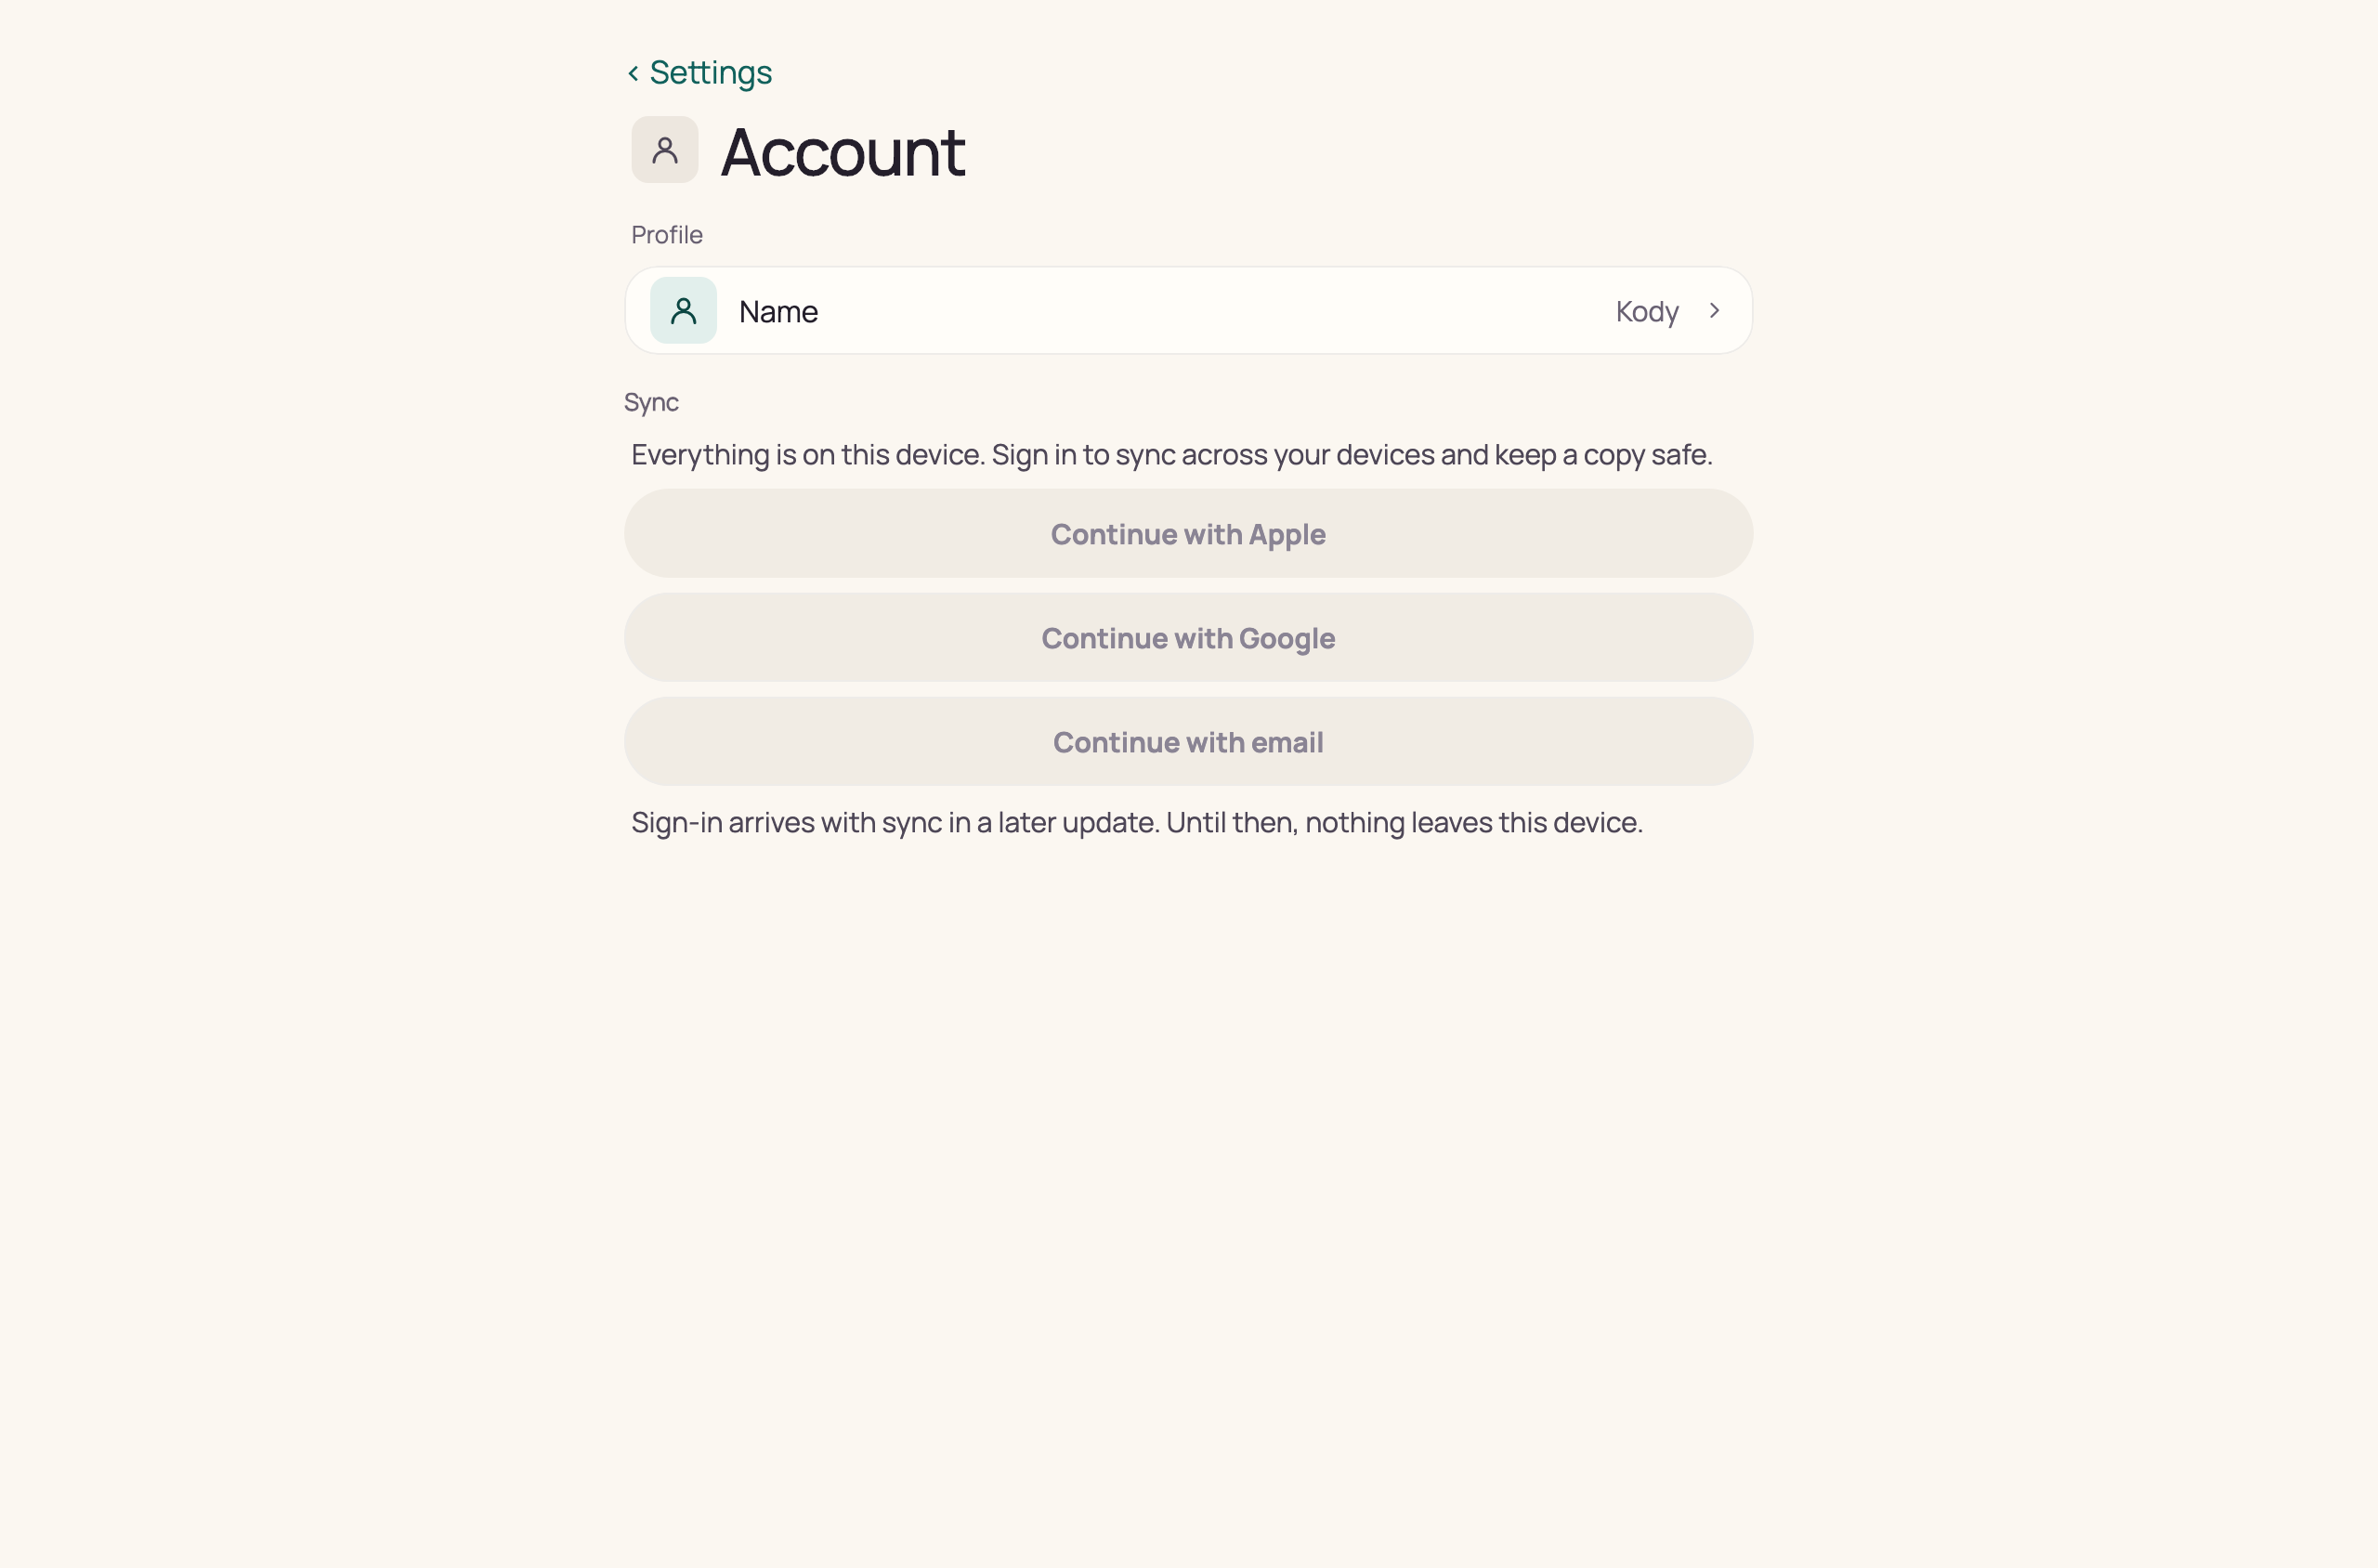 Settings
Account
Profile
Name Kody
Sync
Everything is on this device. Sign in to sync across your devices and keep a copy safe.
Continue with Apple
Continue with Google
Continue with email
Sign-in arrives with sync in a later update. Until then, nothing leaves this device.